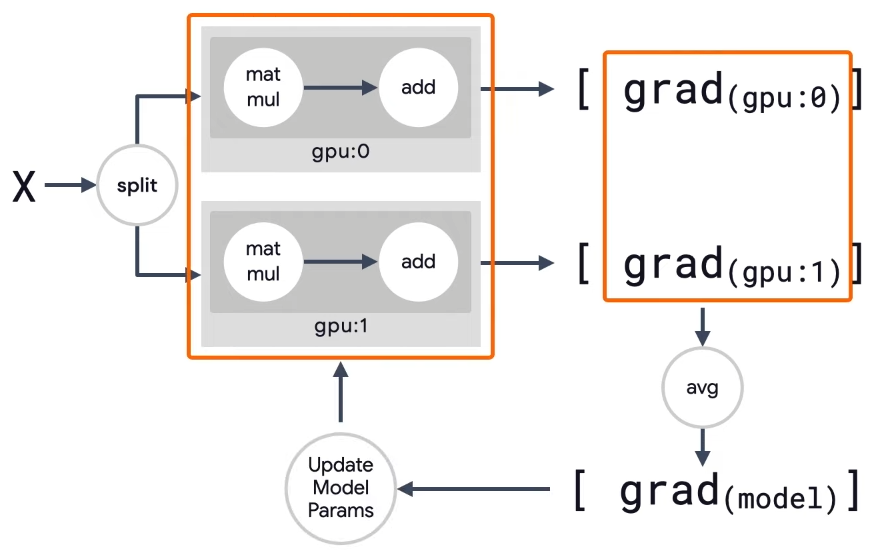 X
split
mat
mul
add
gpu:0
[ grad(gpu:0)]
mat
mul
add
gpu:1
[ grad(gpu:1)]
avg
Update
Model
Params
[ grad(model)]